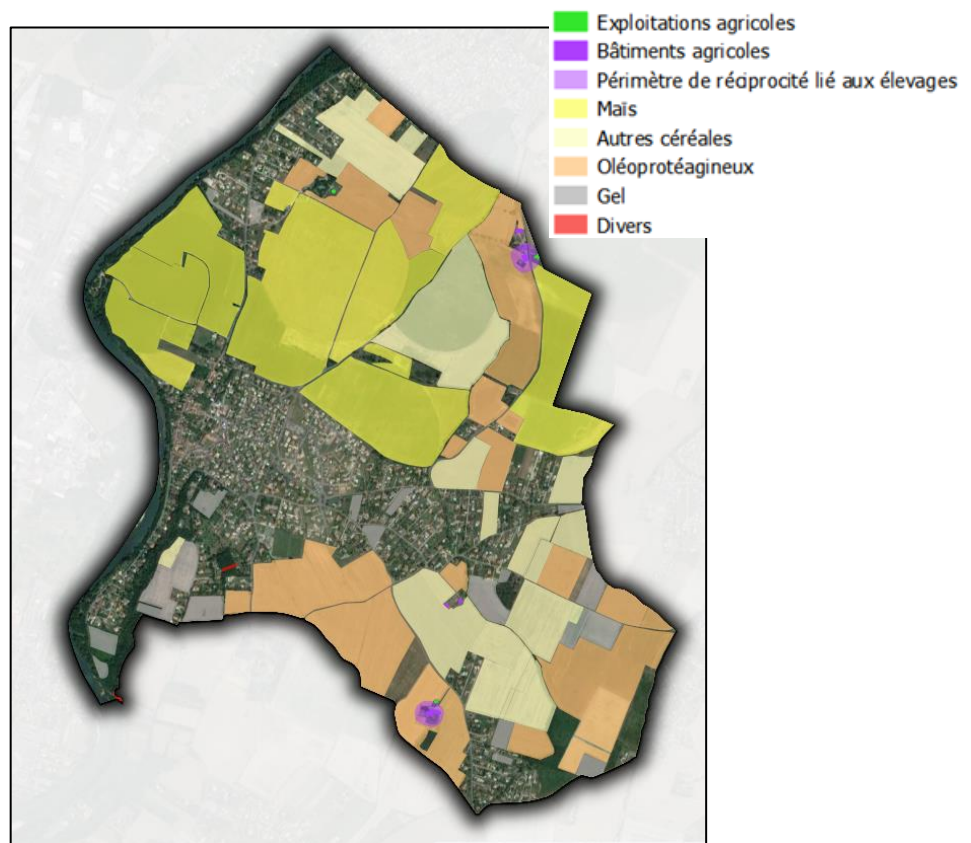 Exploitations agricoles
Bâtiments agricoles
Périmètre de réciprocité lié aux élevages
Maïs
Autres céréales
Oléoprotéagineux
Gel
Divers